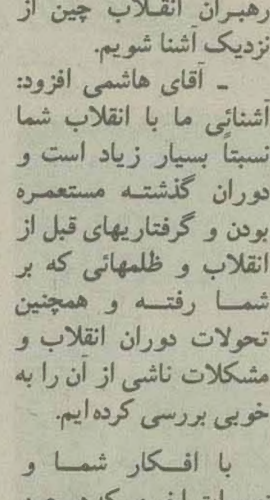 رهبران انقلاب چین از
نزدیک آشنا شویم.
ـ آقای هاشمی افزود:
آشنائی ما با انقلاب شما
نسبتاً بسیار زیاد است و
دوران گذشته مستعمره
بودن و گرفتاریهای قبل از
انقلاب و ظلمهائی که بر
شما رفته و همچنین
تحولات دوران انقلاب و
مشکلات ناشی از آن را به
خوبی بررسی کرده‌ایم.
با افکار شما و